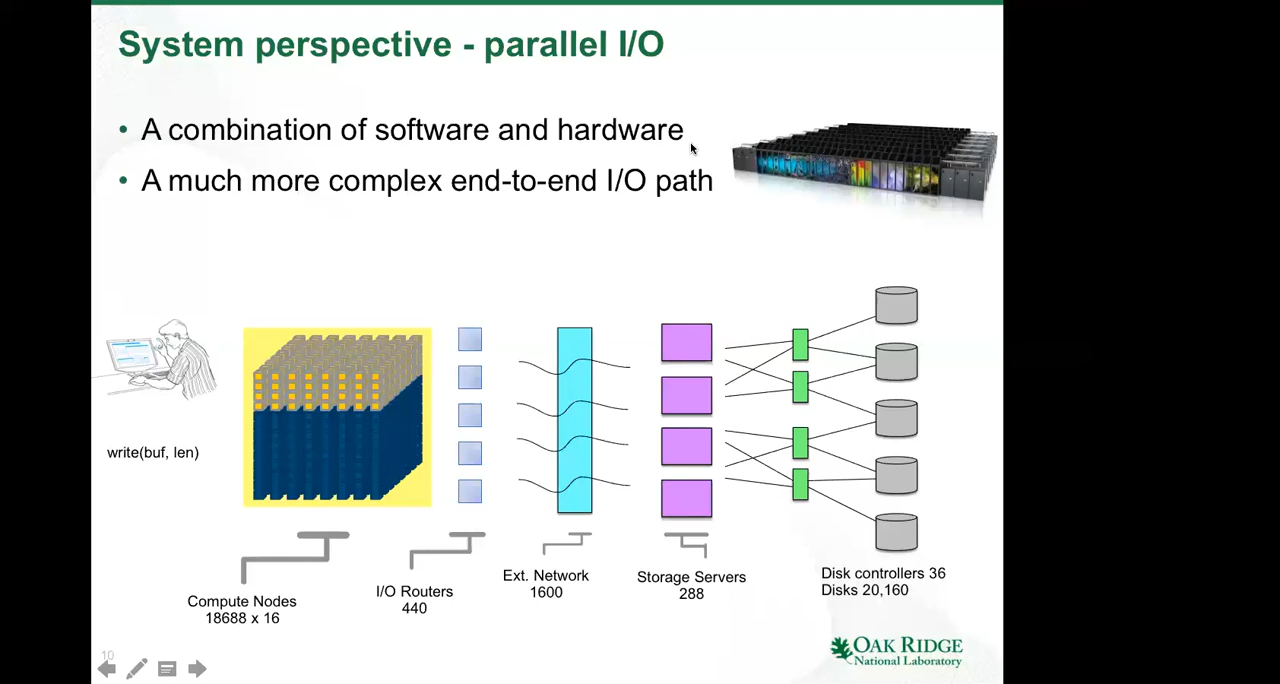 System perspective - parallel I/O
• A combination of software and hardware
• A much more complex end-to-end I/O path
write(buf, len)
Compute Nodes
18688 x 16
I/O Routers
440
Ext. Network
1600
Storage Servers
288
Disk controllers 36
Disks 20,160
10
OAK RIDGE
National Laboratory